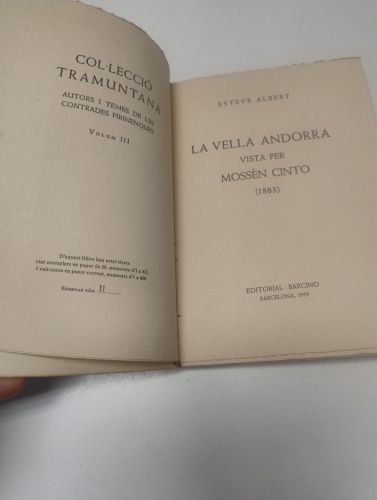 COL·LECCIÓ
TRAMUNTANA
AUTORS I TEMES DE LES
CONTRADES PIRINENQUES
VOLUM III
D'aquest llibre han estat tirats
vint exemplars en paper de fil, numerats d'I a XX,
i vuit-cents en paper corrent, numerats d'1 a 800
EXEMPLAR NÚM. II
ESTEVE ALBERT
LA VELLA ANDORRA
VISTA PER
MOSSÈN CINTO
(1883)
EDITORIAL BARCINO
BARCELONA, 1959